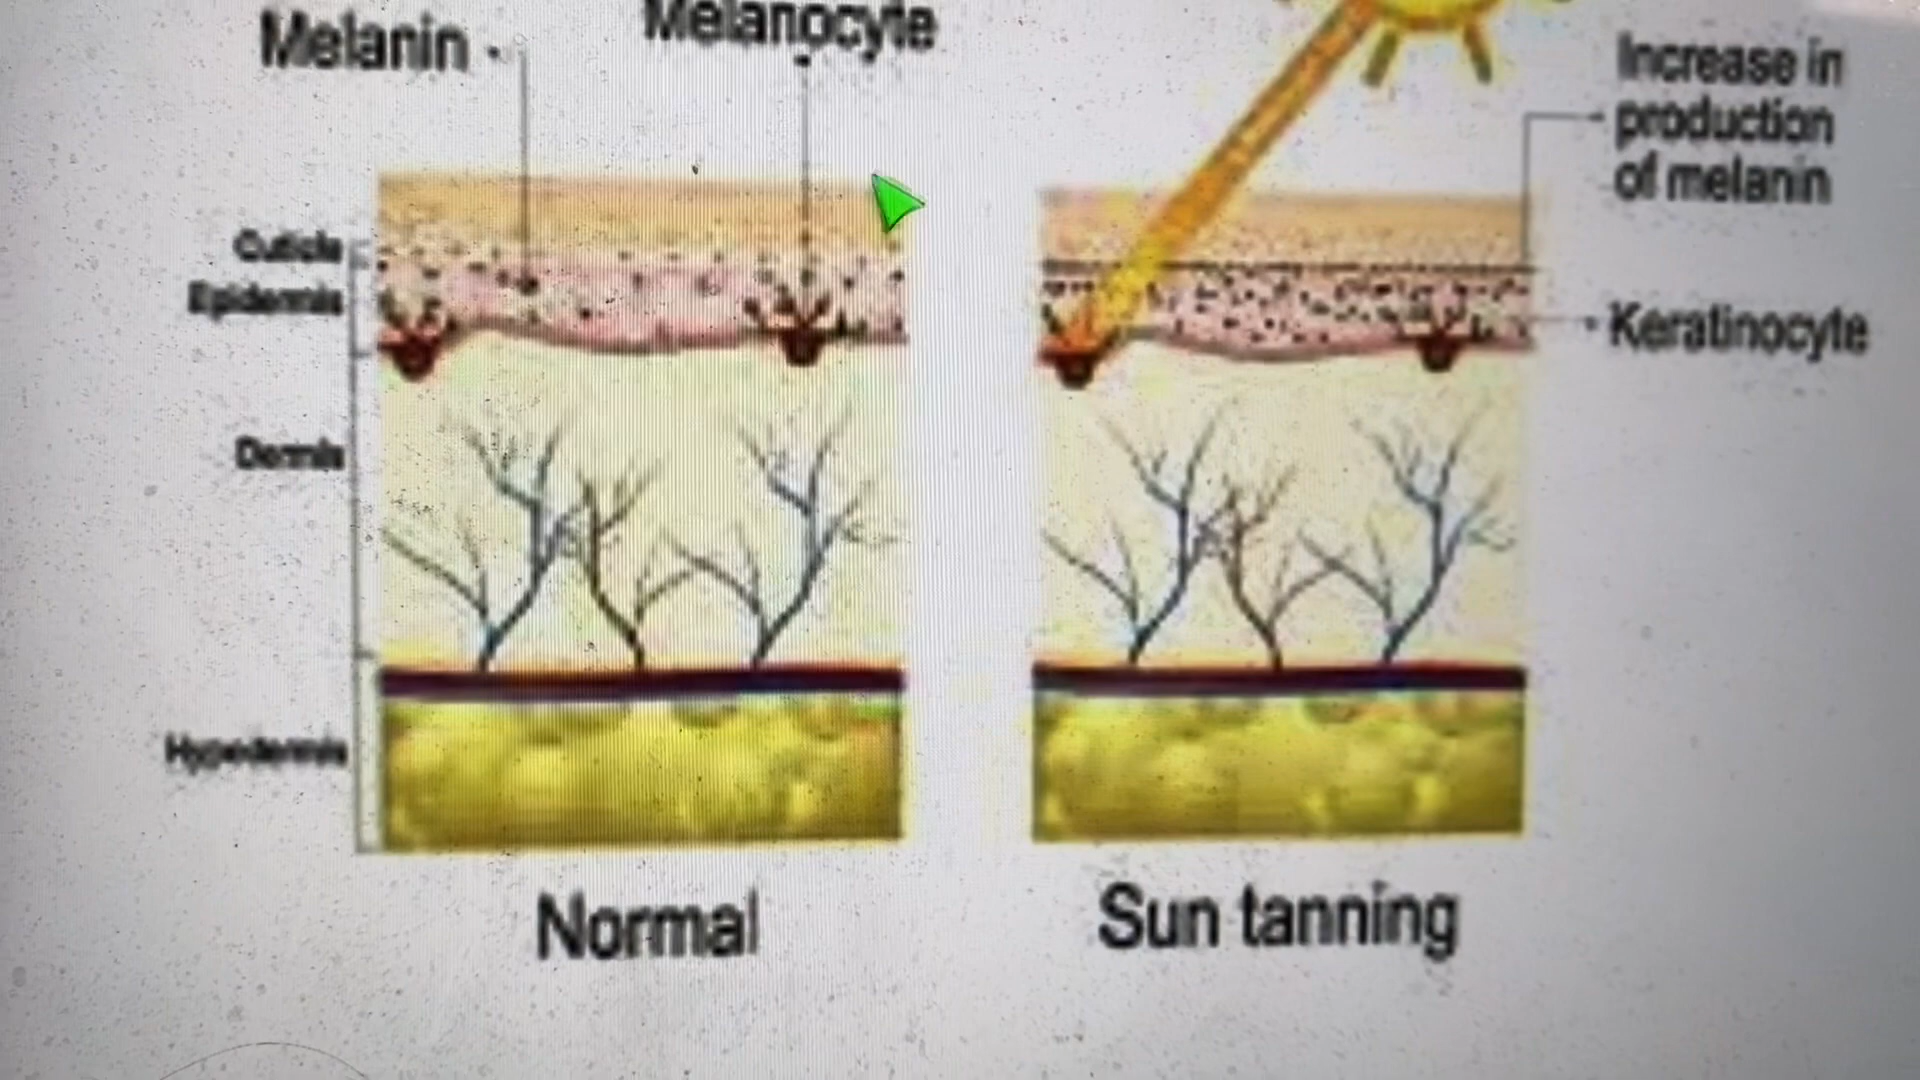 Melanin
Melanocyte
Increase in
production
of melanin
Cuticle
Epidermis
Keratinocyte
Dermis
Hypodermis
Normal
Sun tanning